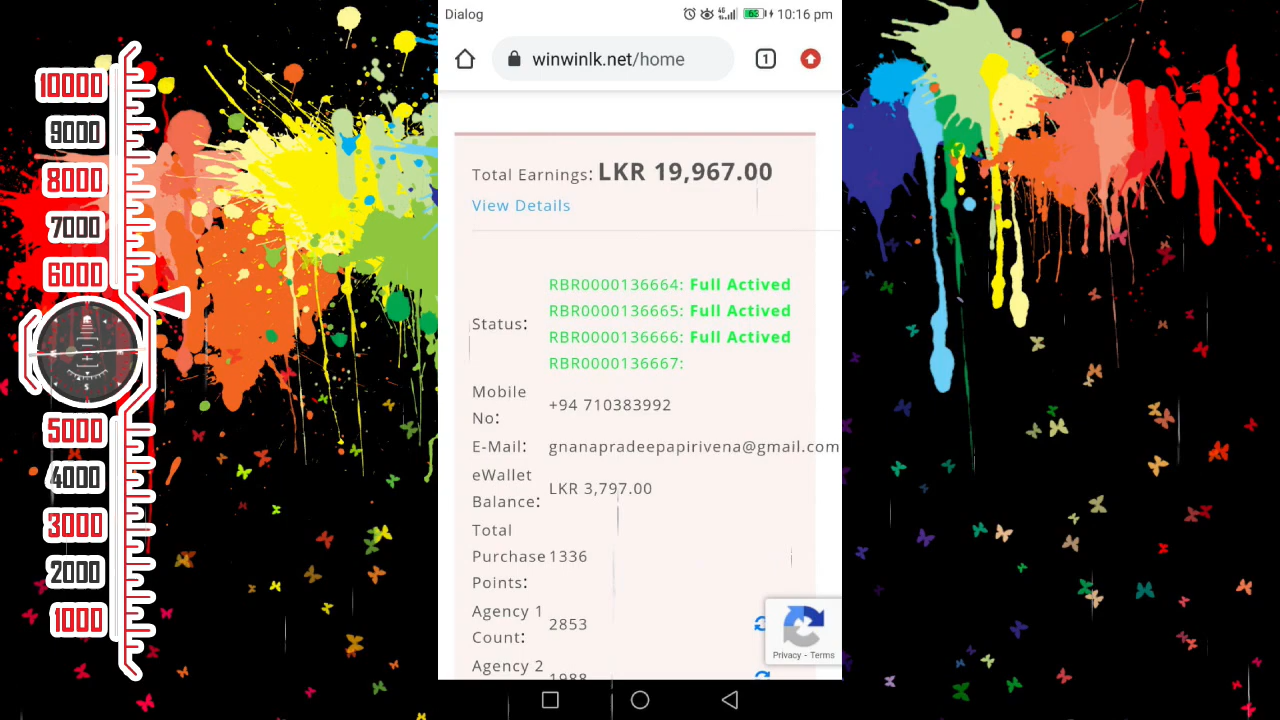 Dialog
4G
63
10:16 pm
winwinlk.net/home
1
Total Earnings: LKR 19,967.00
View Details
Status:
RBR0000136664: Full Actived
RBR0000136665: Full Actived
RBR0000136666: Full Actived
RBR0000136667:
Mobile No: +94 710383992
E-Mail: gnanapradeepapirivena@gmail.com
eWallet Balance: LKR 3,797.00
Total Purchase Points: 1336
Agency 1 Count: 2853
Agency 2
1988
Privacy - Terms
10000
9000
8000
7000
6000
S
5000
4000
3000
2000
1000